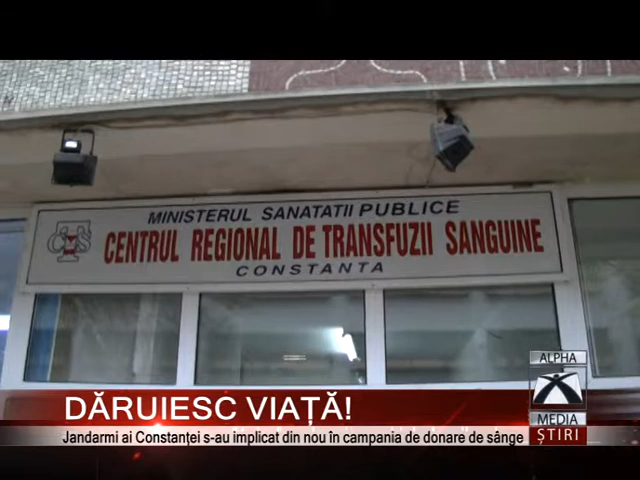 MINISTERUL SANATATII PUBLICE
CTS
CENTRUL REGIONAL DE TRANSFUZII SANGUINE
CONSTANTA
ALPHA
MEDIA
ȘTIRI
DĂRUIESC VIAȚĂ!
Jandarmi ai Constanței s-au implicat din nou în campania de donare de sânge